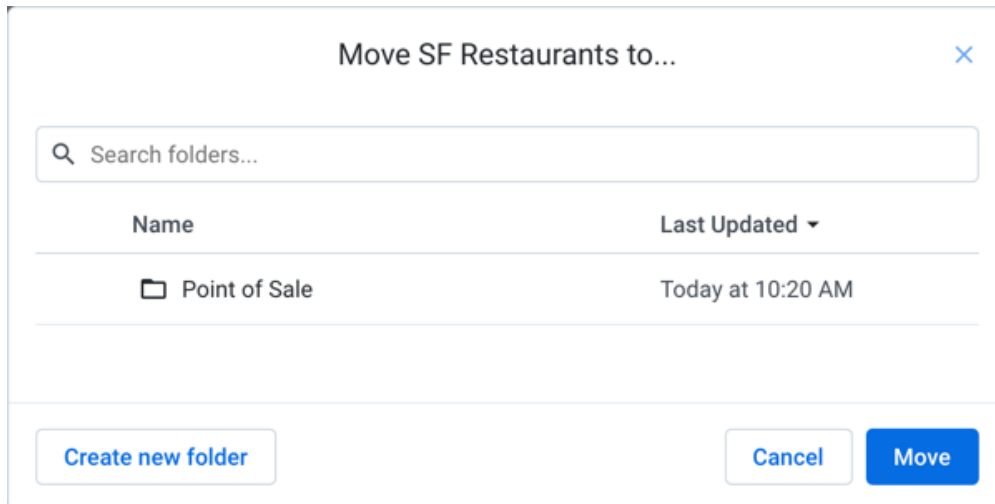 Move SF Restaurants to...
Search folders...
Name Last Updated
Point of Sale Today at 10:20 AM
Create new folder Cancel Move